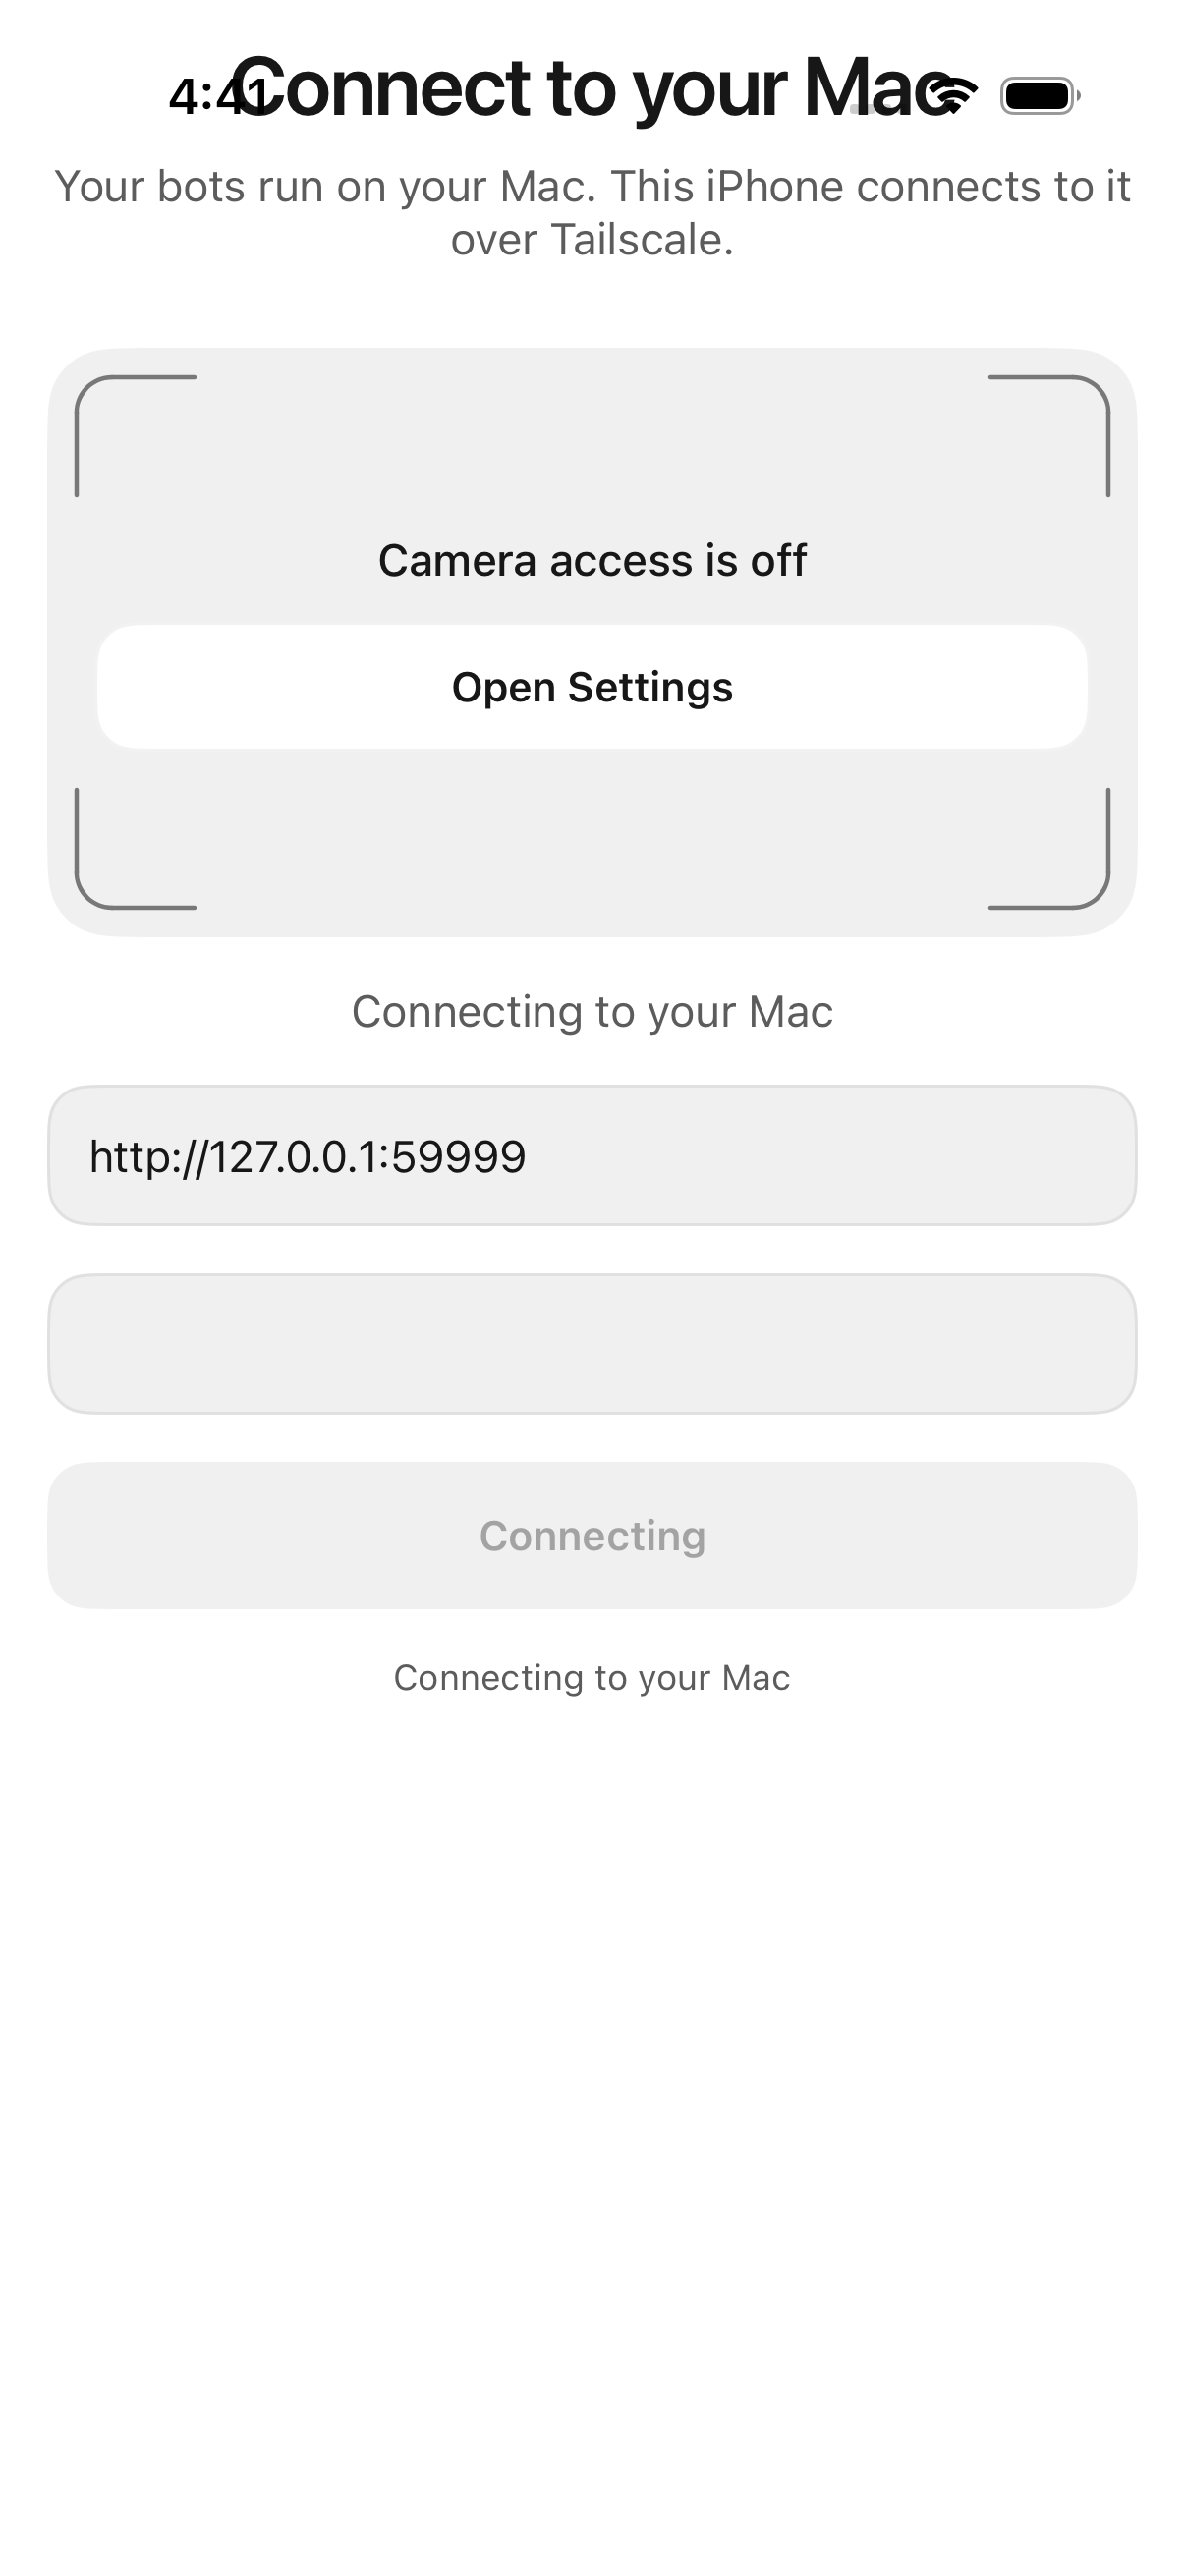 4:41
Connect to your Mac
Your bots run on your Mac. This iPhone connects to it
over Tailscale.
Camera access is off
Open Settings
Connecting to your Mac
http://127.0.0.1:59999
Connecting
Connecting to your Mac